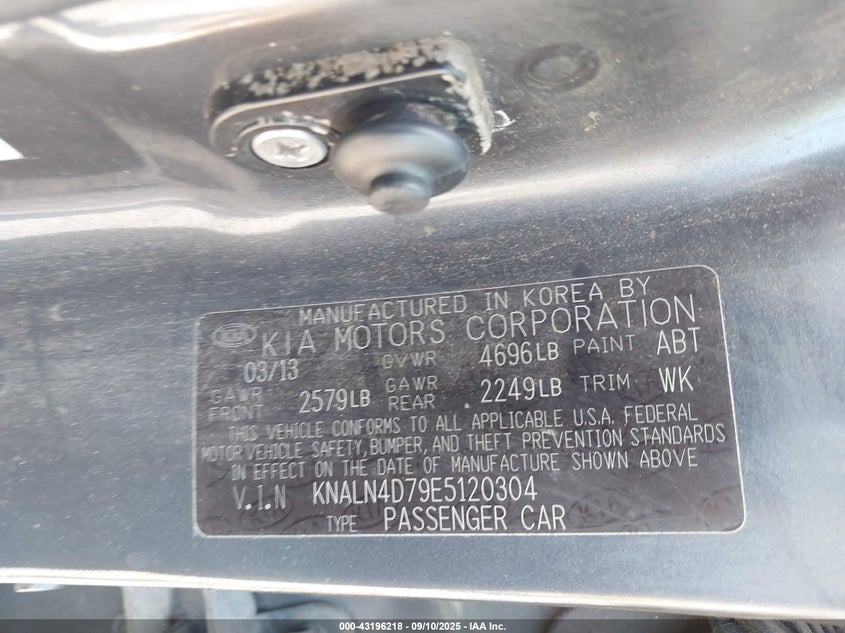 MANUFACTURED IN KOREA BY
KIA KIA MOTORS CORPORATION
03/13 GVWR 4696LB PAINT ABT
GAWR FRONT 2579LB GAWR REAR .2249LB TRIM WK
THIS VEHICLE CONFORMS TO ALL APPLICABLE U.S.A. FEDERAL
MOTOR VEHICLE SAFETY, BUMPER, AND THEFT PREVENTION STANDARDS
IN EFFECT ON THE DATE OF MANUFACTURE SHOWN ABOVE
V.I.N KNALN4D79E5120304
TYPE PASSENGER CAR
000-43196218 - 09/10/2025 - IAA Inc.